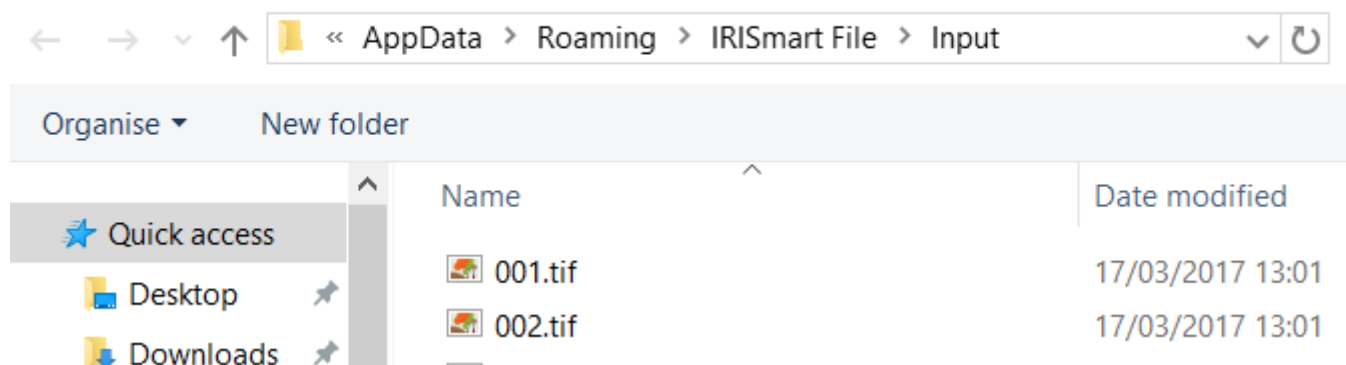 « AppData > Roaming > IRISmart File > Input
Organise New folder
Name Date modified
Quick access
001.tif 17/03/2017 13:01
Desktop
002.tif 17/03/2017 13:01
Downloads